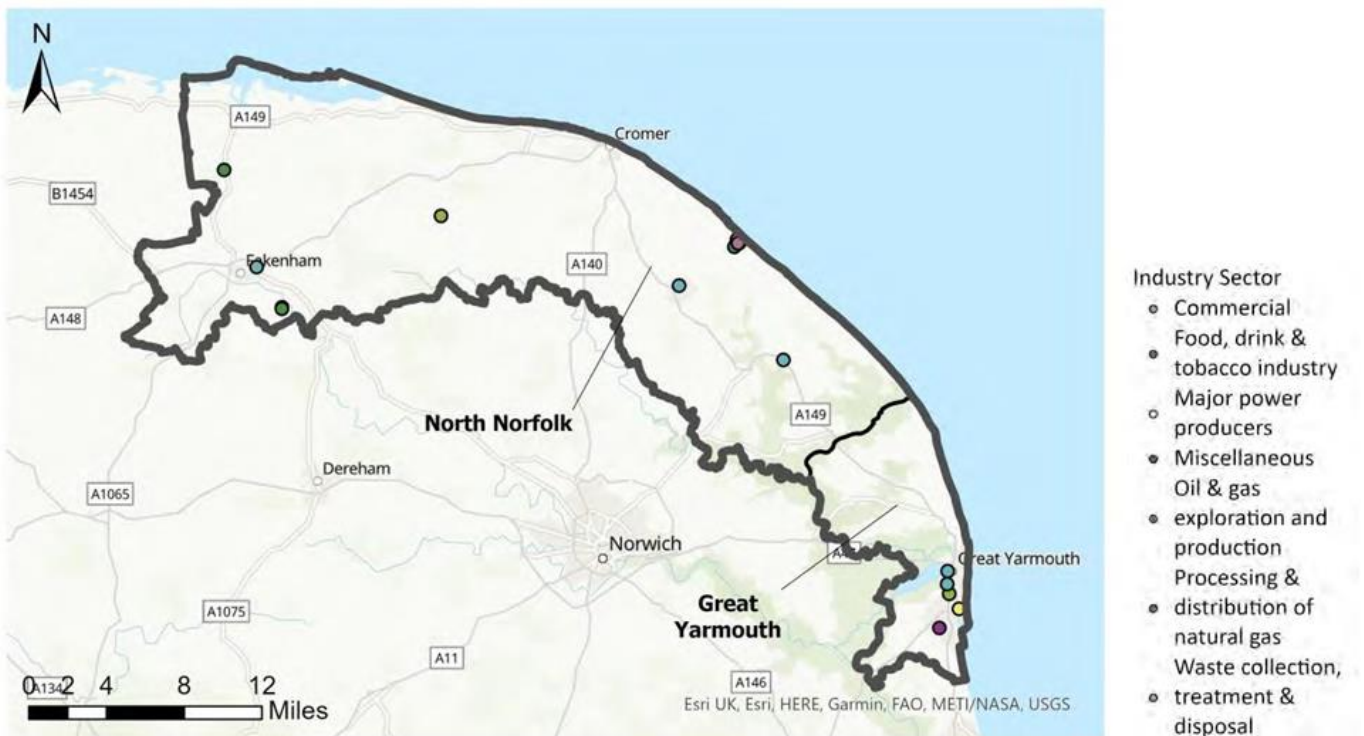 N
Cromer
A149
B1454
Fakenham
A140
A148
A149
North Norfolk
Dereham
A1065
Norwich
Great Yarmouth
Great
Yarmouth
A1075
A11
A146
A134
0 2 4 8 12
Miles
Esri UK, Esri, HERE, Garmin, FAO, METI/NASA, USGS
Industry Sector
Commercial
Food, drink &
tobacco industry
Major power
producers
Miscellaneous
Oil & gas
exploration and
production
Processing &
distribution of
natural gas
Waste collection,
treatment &
disposal